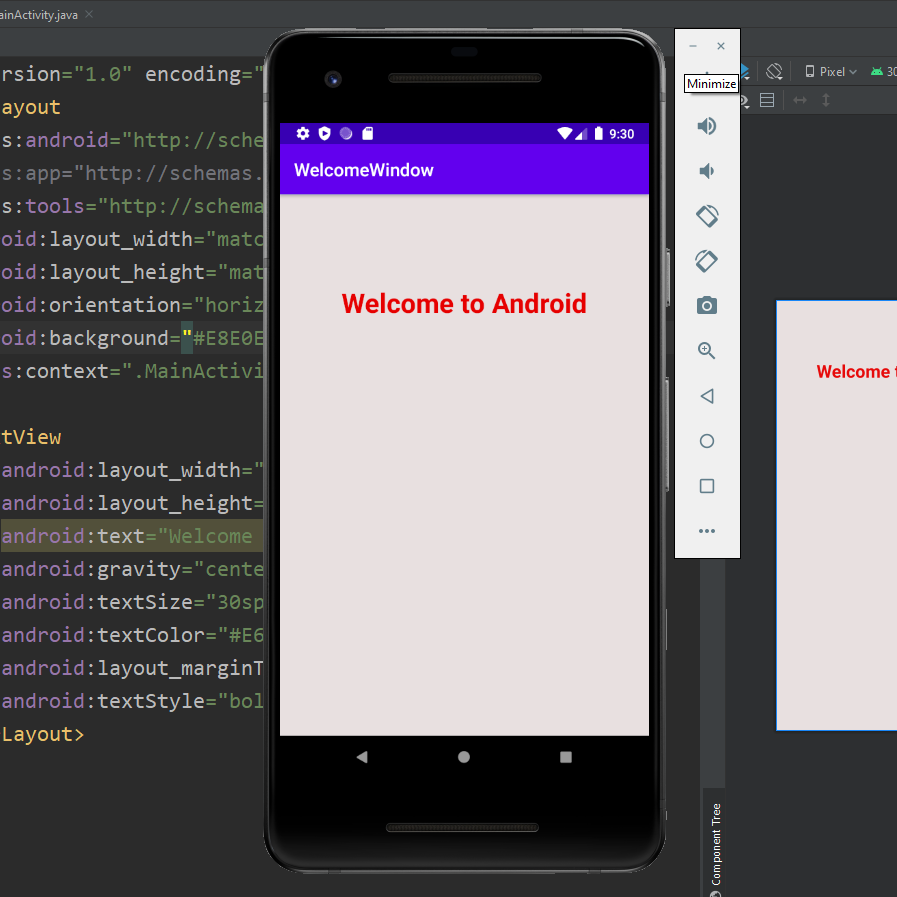 ainActivity.java
rsion="1.0" encoding="
ayout
s:android="http://sche
s:app="http://schemas.
s:tools="http://schema
oid:layout_width="matc
oid:layout_height="mat
oid:orientation="horiz
oid:background="#E8E0E
s:context=".MainActivi
tView
android:layout_width="
android:layout_height=
android:text="Welcome
android:gravity="cente
android:textSize="30sp
android:textColor="#E6
android:layout_marginT
android:textStyle="bol
Layout>
9:30
WelcomeWindow
Welcome to Android
Minimize
Pixel
30
Welcome t
Component Tree